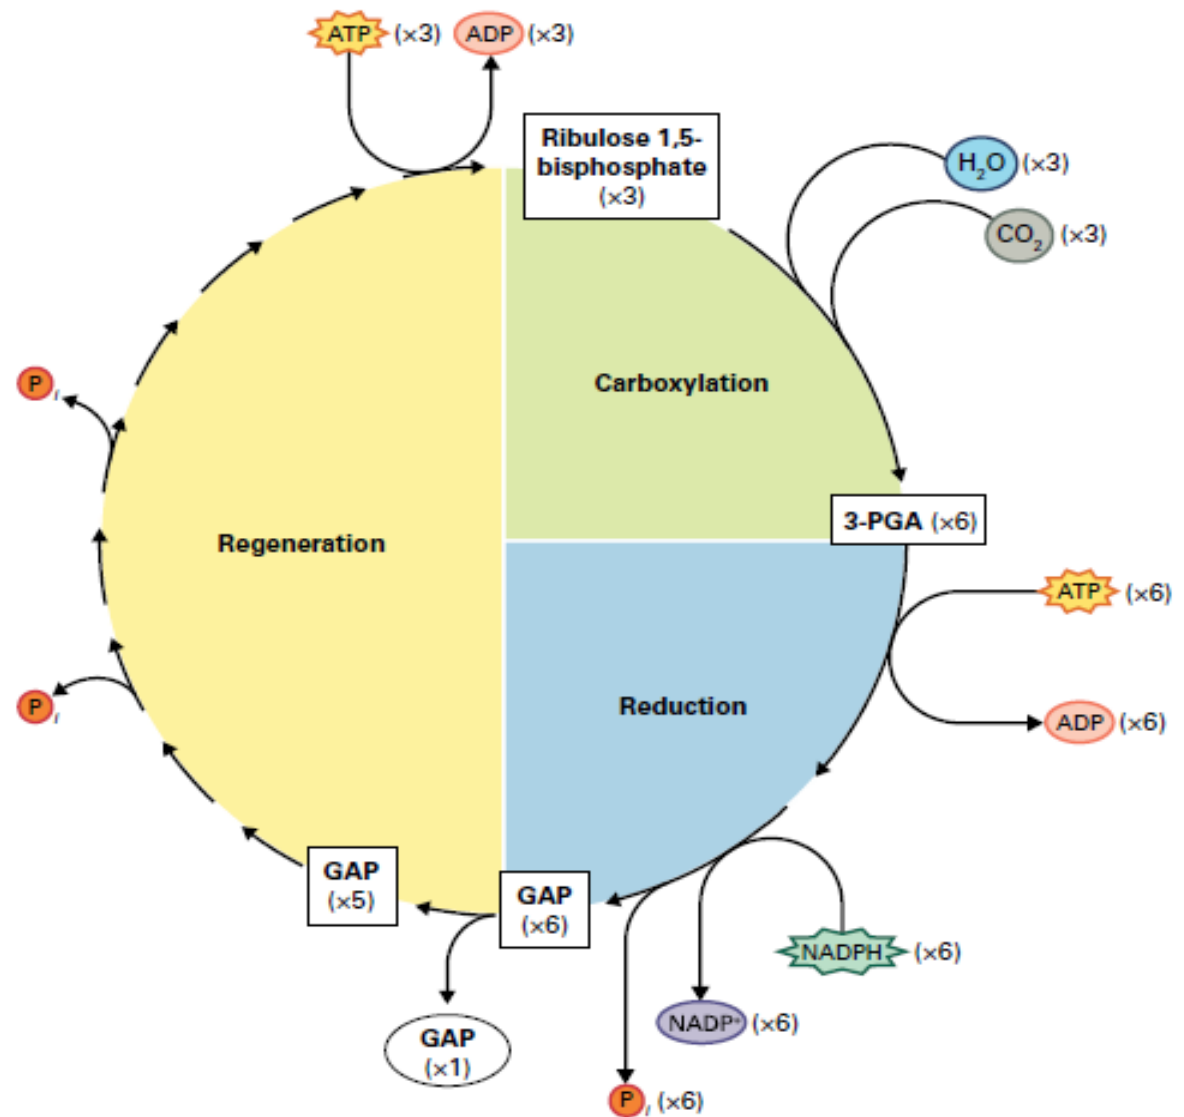 ATP (×3) ADP (×3)
Ribulose 1,5-
bisphosphate
(×3)
H₂O (×3)
CO₂ (×3)
Carboxylation
3-PGA (×6)
ATP (×6)
ADP (×6)
Reduction
NADPH (×6)
NADP⁺ (×6)
Pᵢ (×6)
GAP
(×6)
GAP
(×1)
GAP
(×5)
Regeneration
Pᵢ
Pᵢ